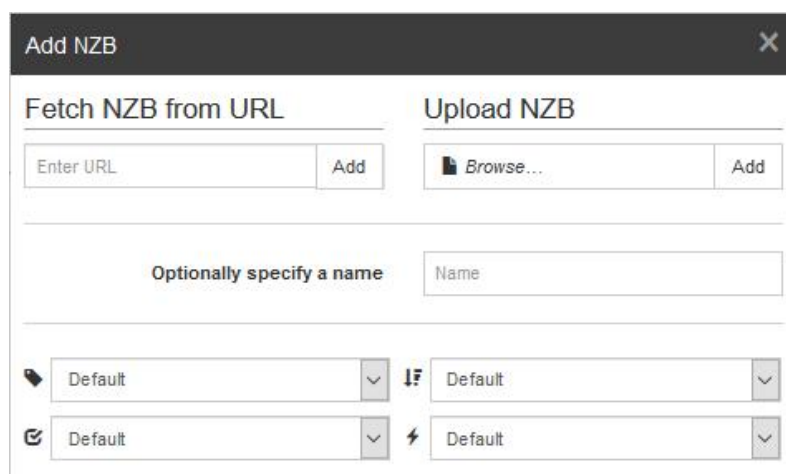 Add NZB
Fetch NZB from URL
Upload NZB
Enter URL
Add
Browse...
Add
Optionally specify a name
Name
Default
Default
Default
Default